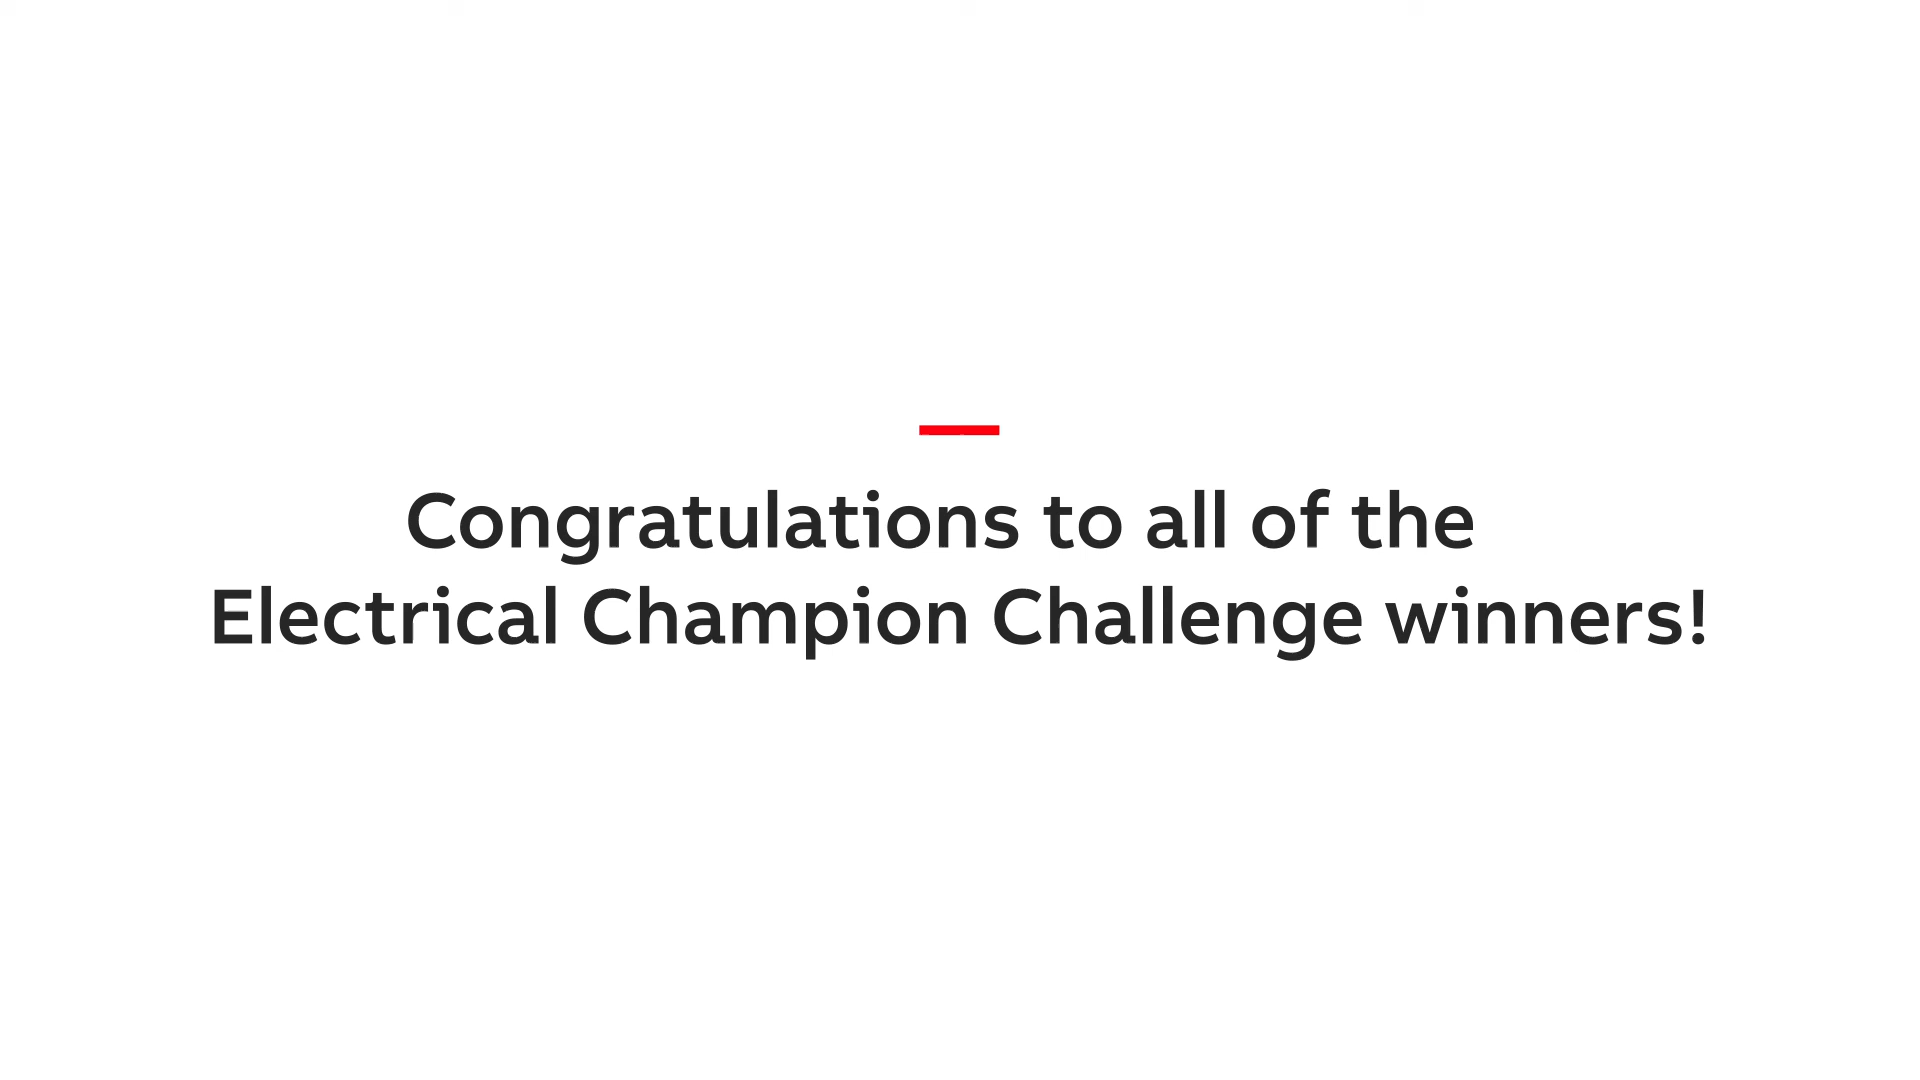 Congratulations to all of the
Electrical Champion Challenge winners!